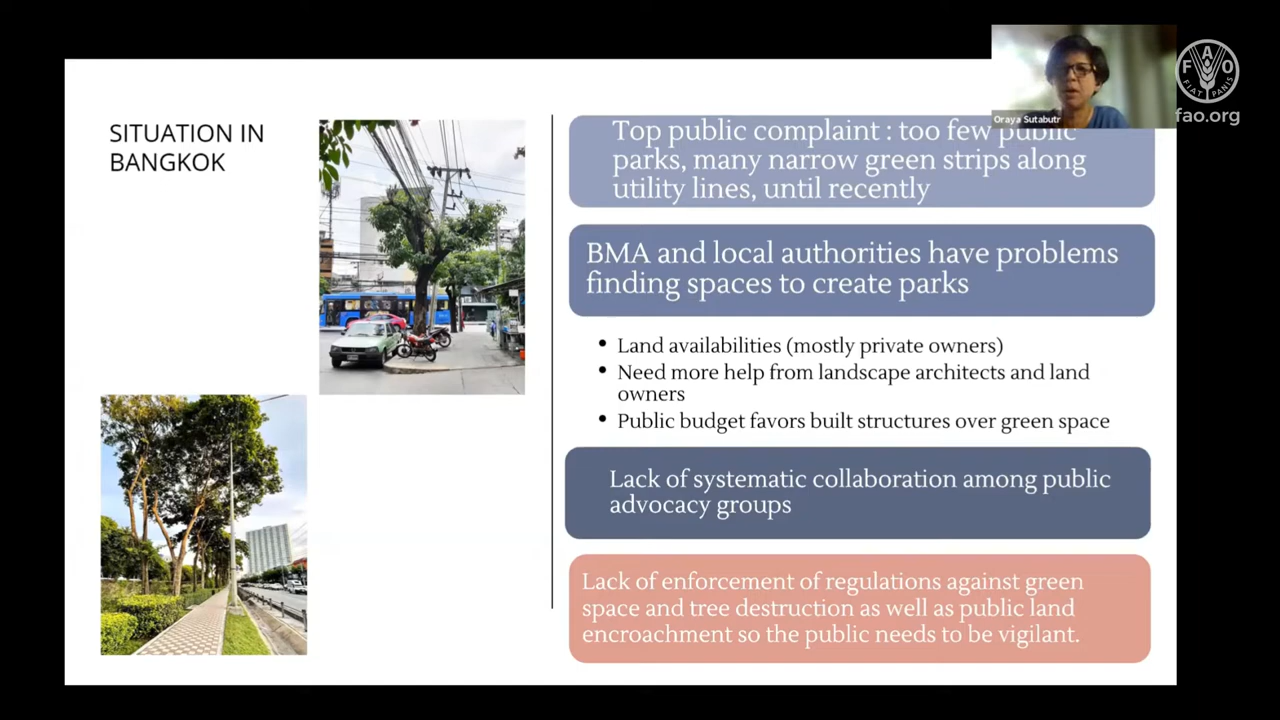 SITUATION IN
BANGKOK
Top public complaint : too few public
parks, many narrow green strips along
utility lines, until recently
BMA and local authorities have problems
finding spaces to create parks
• Land availabilities (mostly private owners)
• Need more help from landscape architects and land
owners
• Public budget favors built structures over green space
Lack of systematic collaboration among public
advocacy groups
Lack of enforcement of regulations against green
space and tree destruction as well as public land
encroachment so the public needs to be vigilant.
Oraya Sutabutr
F A O
FIAT PANIS
fao.org